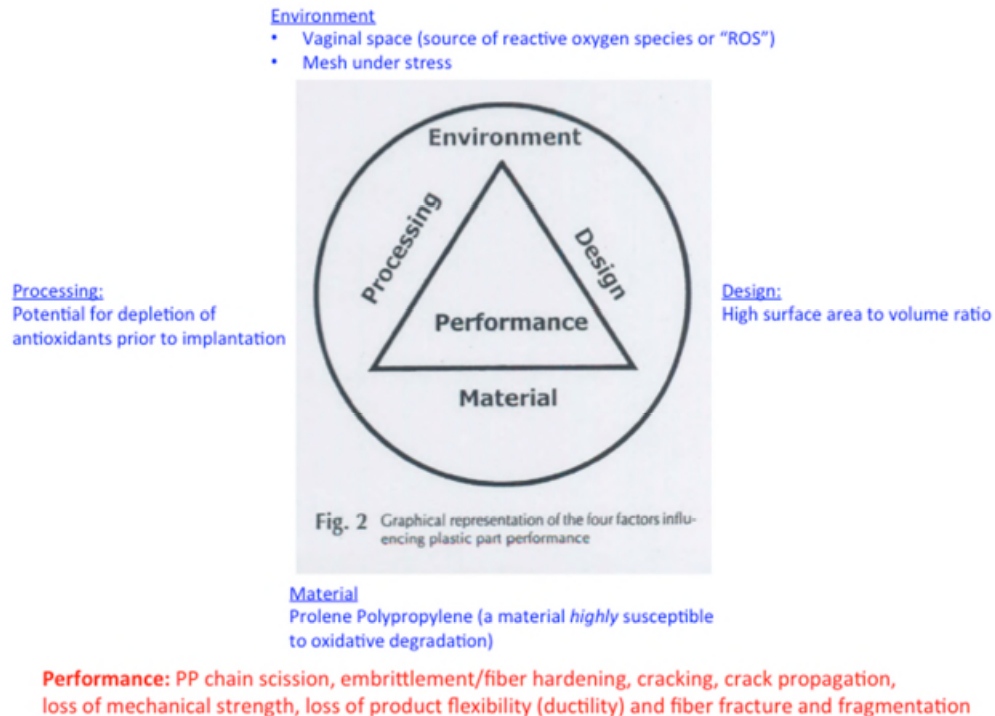 Environment
• Vaginal space (source of reactive oxygen species or “ROS”)
• Mesh under stress
Environment
Processing
Design
Performance
Material
Fig. 2 Graphical representation of the four factors influ-
encing plastic part performance
Processing:
Potential for depletion of
antioxidants prior to implantation
Design:
High surface area to volume ratio
Material
Prolene Polypropylene (a material highly susceptible
to oxidative degradation)
Performance: PP chain scission, embrittlement/fiber hardening, cracking, crack propagation,
loss of mechanical strength, loss of product flexibility (ductility) and fiber fracture and fragmentation